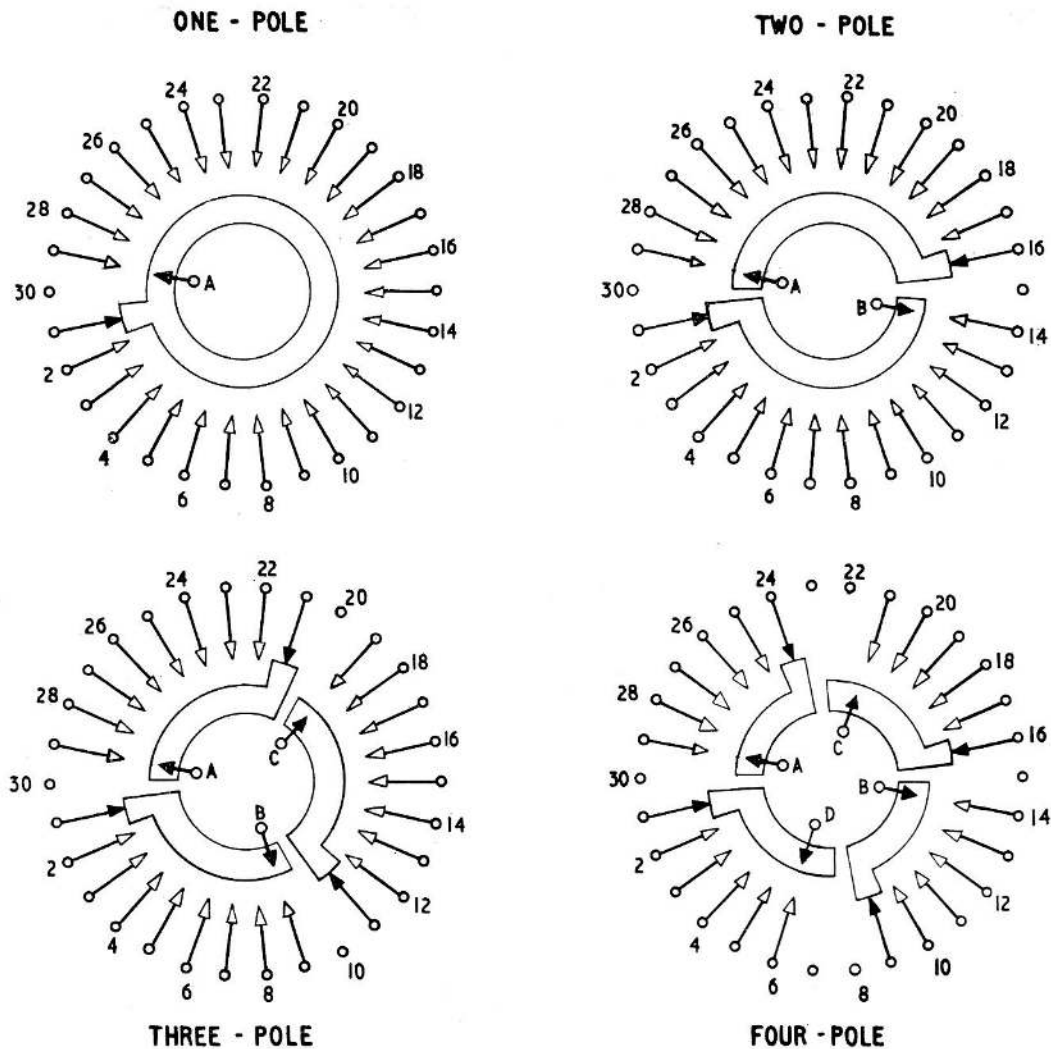 ONE - POLE
TWO - POLE
24 22 20
26 18
28 16
30 A
14
2
12
4 10
6 8
24 22 20
26 18
28 16
30 A
B 14
2
12
4 10
6 8
24 22 20
26 18
28 16
C
30 A
B 14
2
12
4 10
6 8
24 22 20
26 18
28 C 16
30 A B
D 14
2
12
4 10
6 8
THREE - POLE
FOUR - POLE